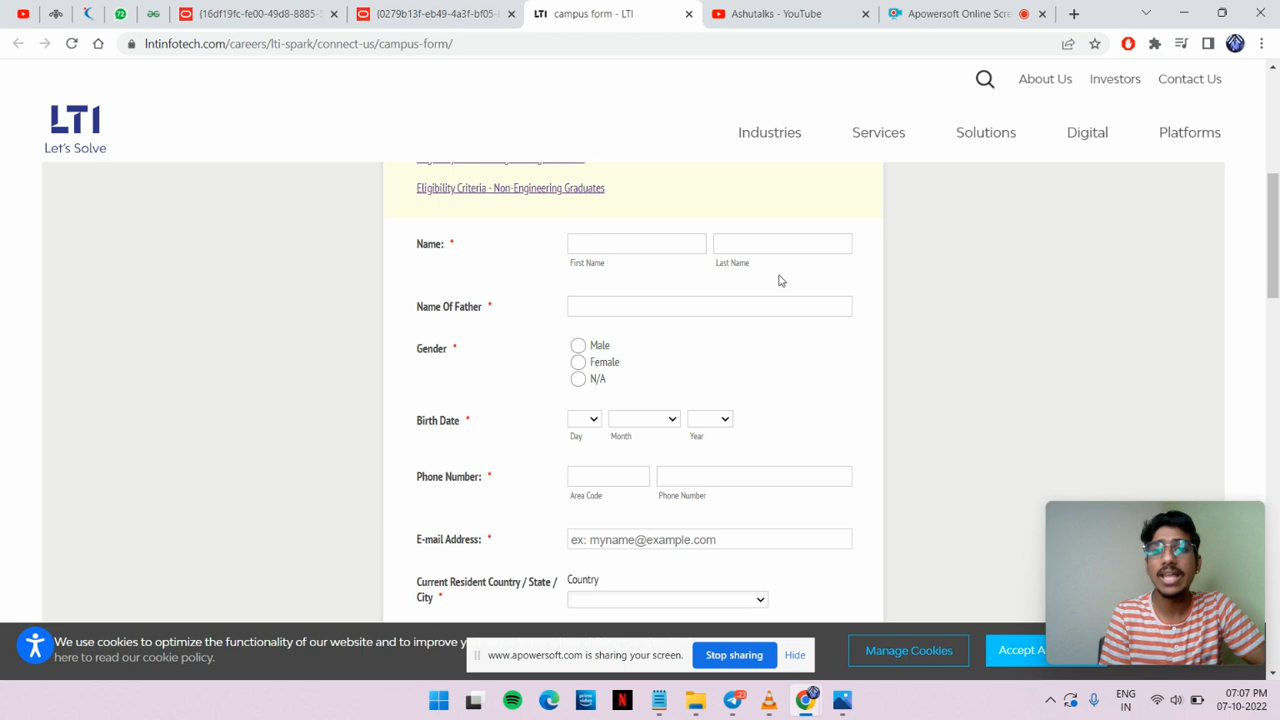 {16df19fc-fe00-49d8-8885-5
{0279b13f-eb70-49a3-bf05-
campus form - LTI
Ashutalks - YouTube
Apowersoft Online Scre
lntinfotech.com/careers/lti-spark/connect-us/campus-form/
About Us Investors Contact Us
LTI
Let's Solve
Industries Services Solutions Digital Platforms
Eligibility Criteria - Non-Engineering Graduates
Name: *
First Name Last Name
Name Of Father *
Gender *
Male
Female
N/A
Birth Date *
Day Month Year
Phone Number: *
Area Code Phone Number
E-mail Address: * ex: myname@example.com
Current Resident Country / State /
City *
Country
We use cookies to optimize the functionality of our website and to improve y
here to read our cookie policy.
www.apowersoft.com is sharing your screen. Stop sharing Hide
Manage Cookies
Accept A
ENG
IN
07:07 PM
07-10-2022